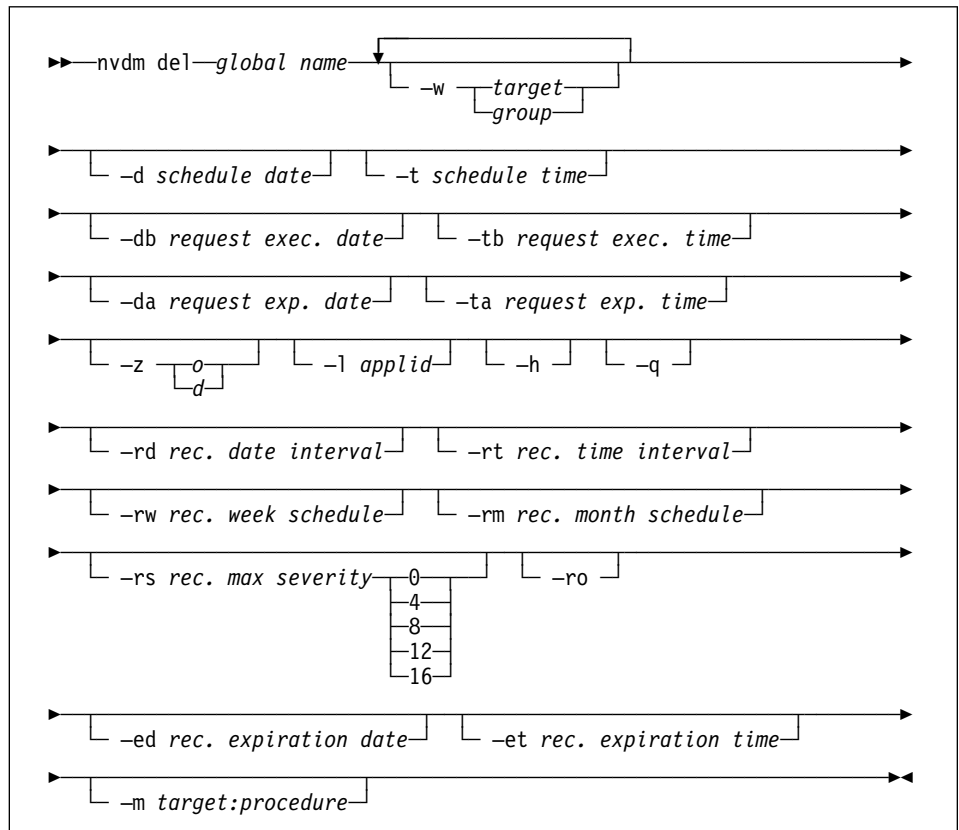 nvdm del global name
–w target
group
–d schedule date –t schedule time
–db request exec. date –tb request exec. time
–da request exp. date –ta request exp. time
–z o –l applid –h –q
d
–rd rec. date interval –rt rec. time interval
–rw rec. week schedule –rm rec. month schedule
–rs rec. max severity 0 –ro
4
8
12
16
–ed rec. expiration date –et rec. expiration time
–m target:procedure